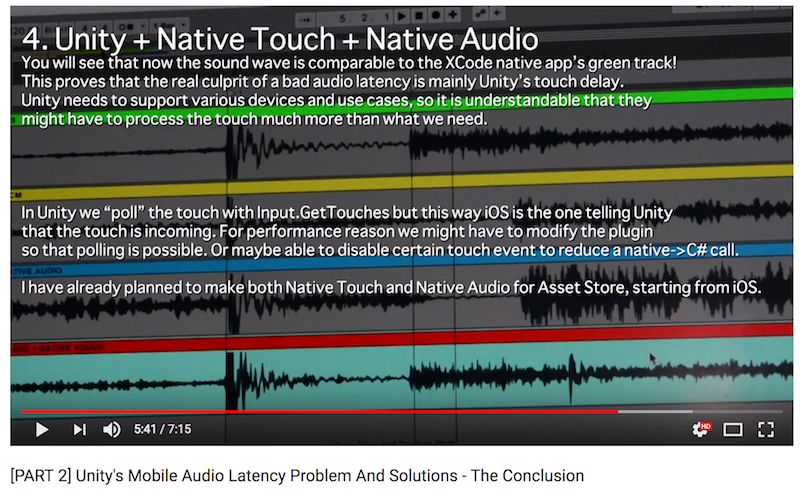 5. 2. 1
4. Unity + Native Touch + Native Audio
You will see that now the sound wave is comparable to the XCode native app's green track!
This proves that the real culprit of a bad audio latency is mainly Unity's touch delay.
Unity needs to support various devices and use cases, so it is understandable that they
might have to process the touch much more than what we need.
In Unity we “poll” the touch with Input.GetTouches but this way iOS is the one telling Unity
that the touch is incoming. For performance reason we might have to modify the plugin
so that polling is possible. Or maybe able to disable certain touch event to reduce a native->C# call.
TIVE AUDIO
I have already planned to make both Native Touch and Native Audio for Asset Store, starting from iOS.
DIO + NATIVE TOUCH
5:41 / 7:15
HD
[PART 2] Unity's Mobile Audio Latency Problem And Solutions - The Conclusion